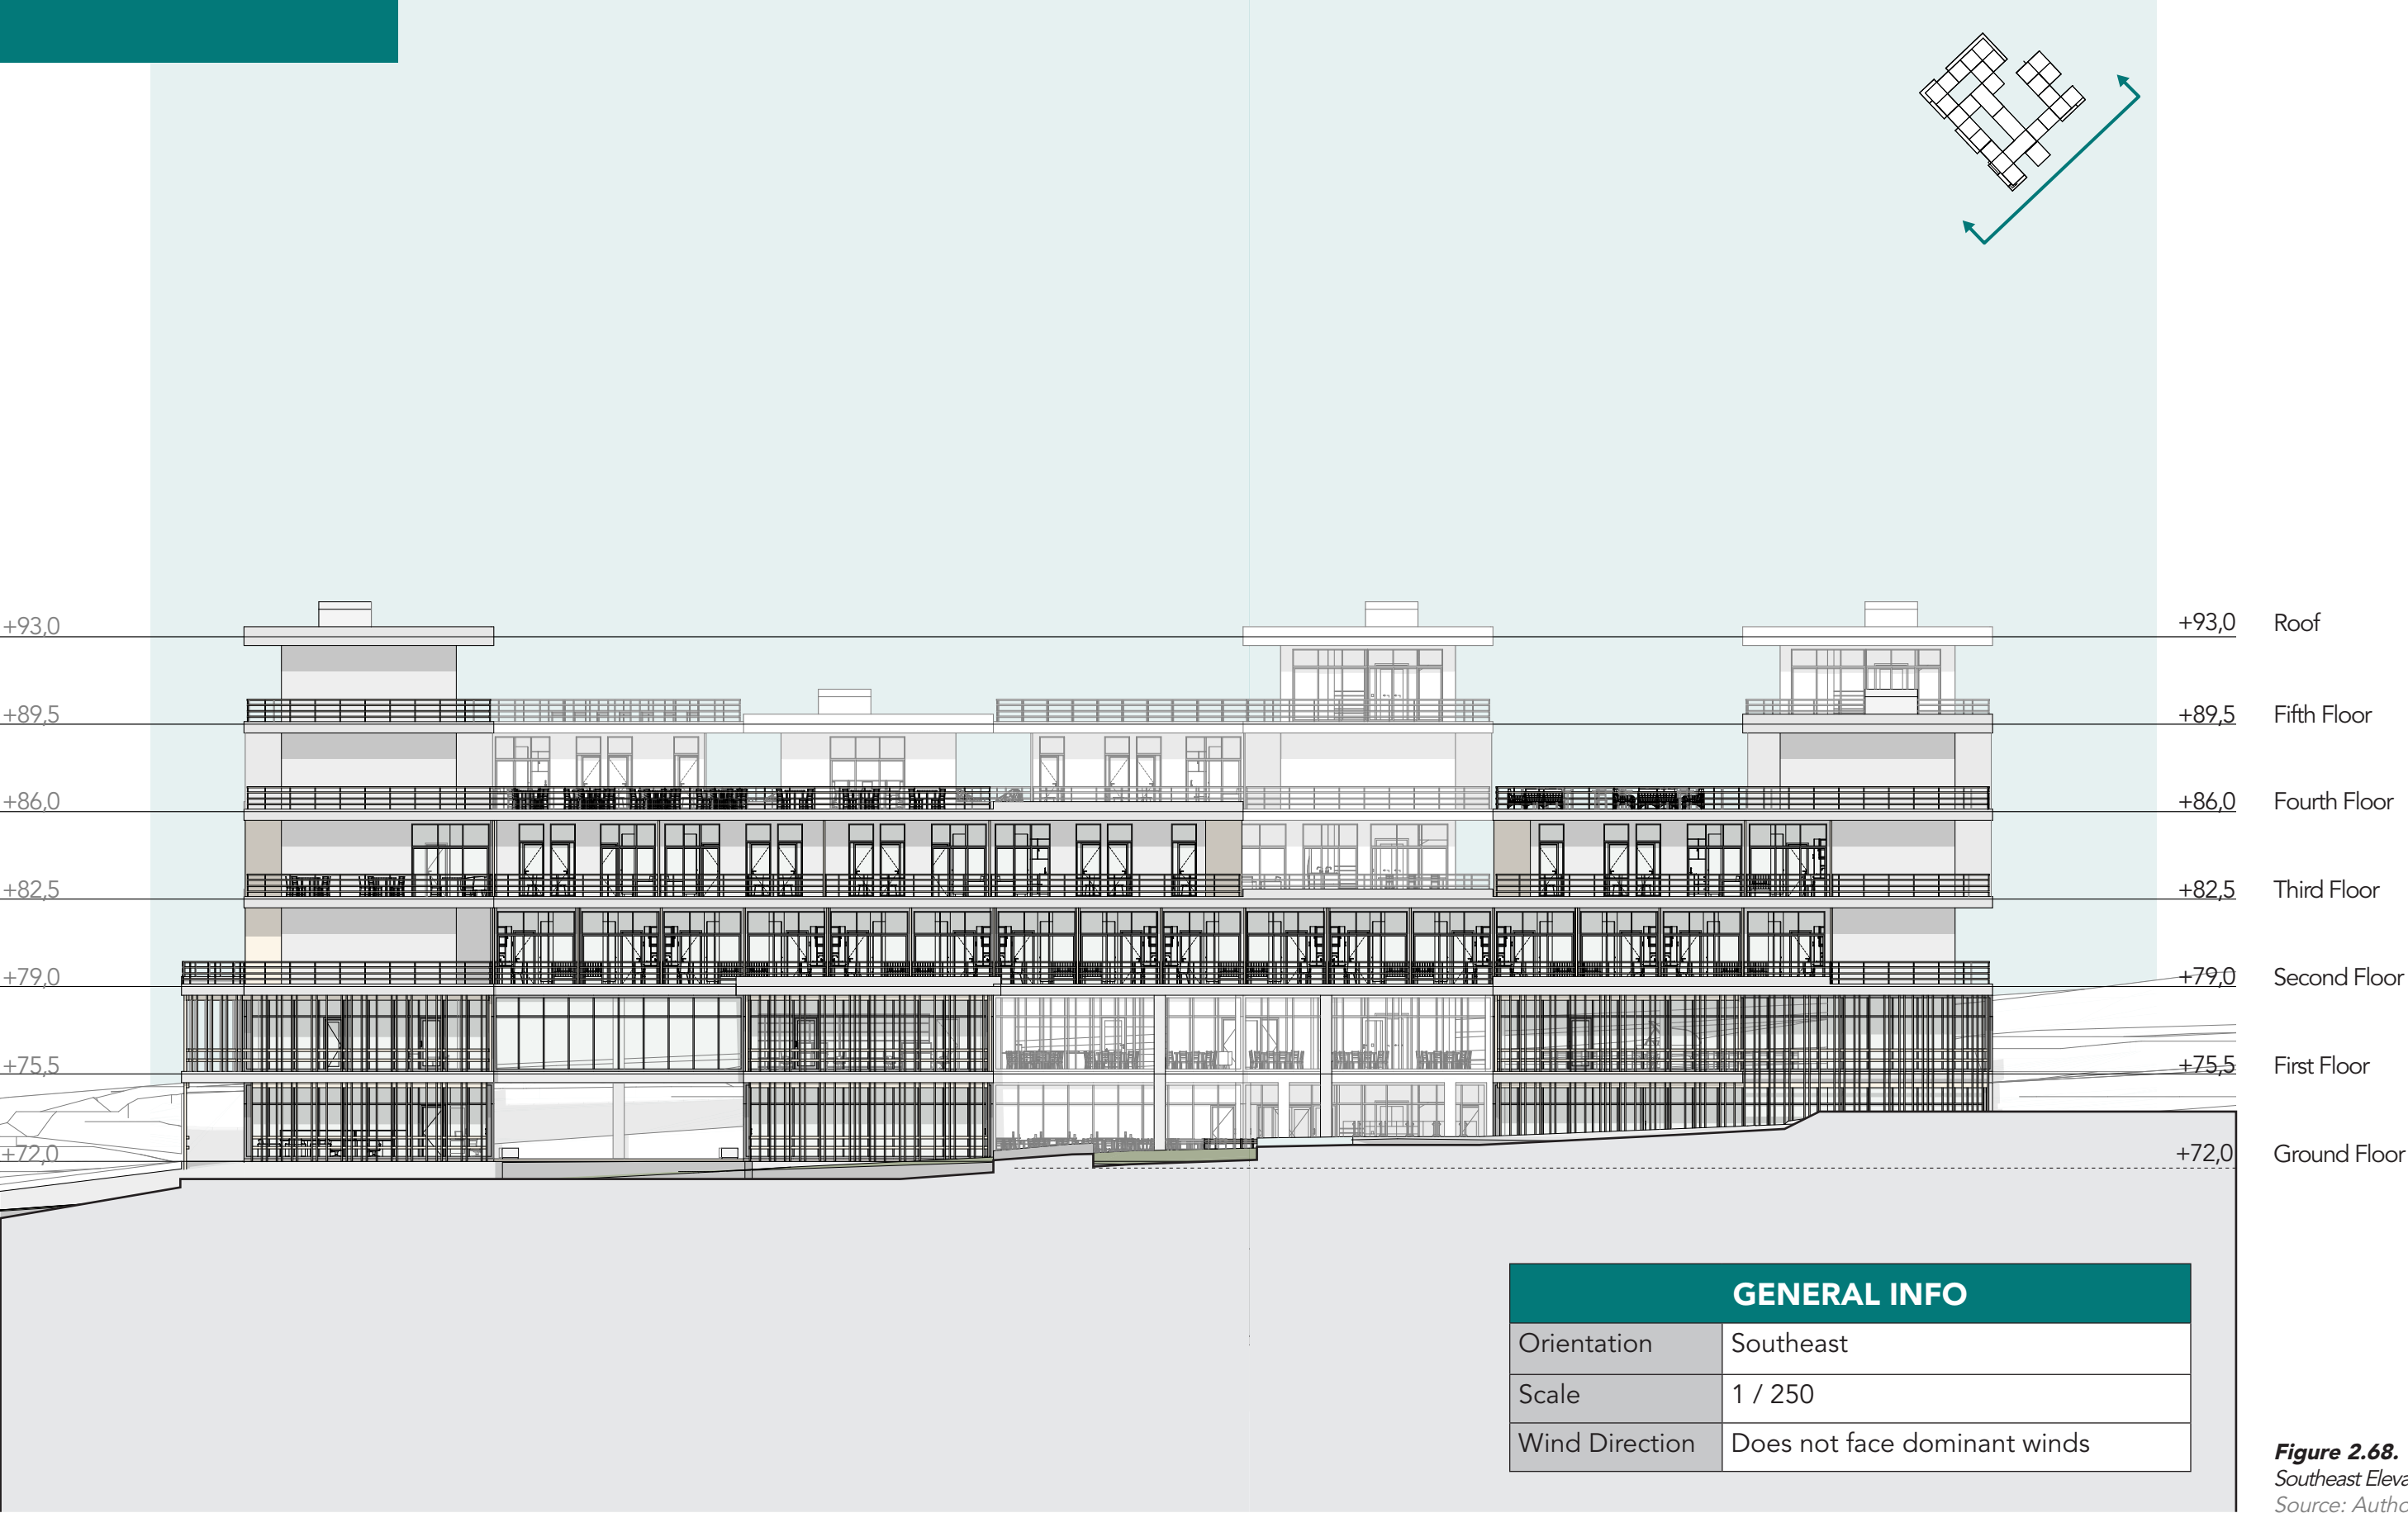 +93,0
+93,0 Roof
+89,5
+89,5 Fifth Floor
+86,0
+86,0 Fourth Floor
+82,5
+82,5 Third Floor
+79,0
+79,0 Second Floor
+75,5
+75,5 First Floor
+72,0
+72,0 Ground Floor
GENERAL INFO
Orientation Southeast
Scale 1 / 250
Wind Direction Does not face dominant winds
Figure 2.68.
Southeast
Source: